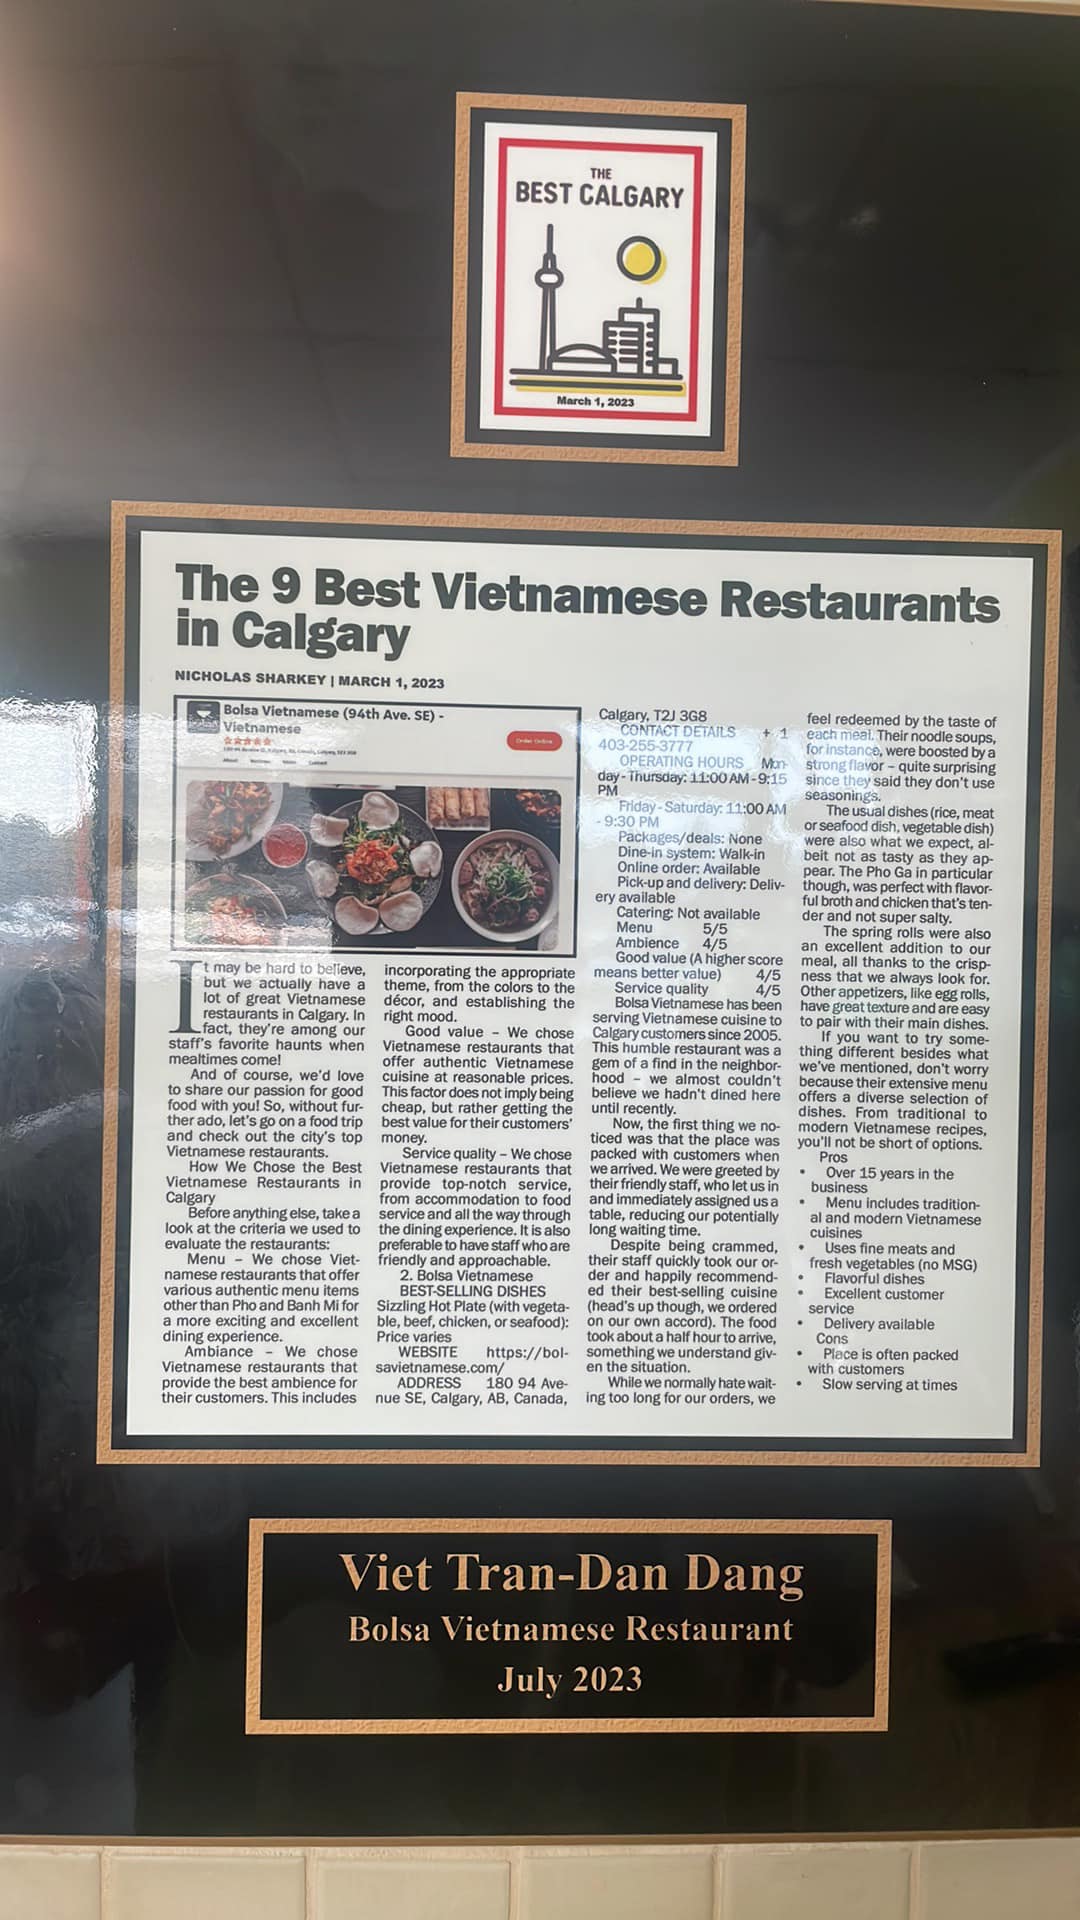 THE
BEST CALGARY
March 1, 2023
The 9 Best Vietnamese Restaurants
in Calgary
NICHOLAS SHARKEY | MARCH 1, 2023
Bolsa Vietnamese (94th Ave. SE) -
Vietnamese
Order Online
About Reviews Contact
It may be hard to believe,
but we actually have a
lot of great Vietnamese
restaurants in Calgary. In
fact, they're among our
staff's favorite haunts when
mealtimes come!
And of course, we'd love
to share our passion for good
food with you! So, without fur-
ther ado, let's go on a food trip
and check out the city's top
Vietnamese restaurants.
How We Chose the Best
Vietnamese Restaurants in
Calgary
Before anything else, take a
look at the criteria we used to
evaluate the restaurants:
Menu – We chose Viet-
namese restaurants that offer
various authentic menu items
other than Pho and Banh Mi for
a more exciting and excellent
dining experience.
Ambiance – We chose
Vietnamese restaurants that
provide the best ambience for
their customers. This includes
incorporating the appropriate
theme, from the colors to the
décor, and establishing the
right mood.
Good value – We chose
Vietnamese restaurants that
offer authentic Vietnamese
cuisine at reasonable prices.
This factor does not imply being
cheap, but rather getting the
best value for their customers'
money.
Service quality – We chose
Vietnamese restaurants that
provide top-notch service,
from accommodation to food
service and all the way through
the dining experience. It is also
preferable to have staff who are
friendly and approachable.
2. Bolsa Vietnamese
BEST-SELLING DISHES
Sizzling Hot Plate (with vegeta-
ble, beef, chicken, or seafood):
Price varies
WEBSITE https://bol-
savietnamese.com/
ADDRESS 180 94 Ave-
nue SE, Calgary, AB, Canada,
Calgary, T2J 3G8
CONTACT DETAILS + 1
403-255-3777
OPERATING HOURS Mon-
day - Thursday: 11:00 AM - 9:15
PM
Friday - Saturday: 11:00 AM
- 9:30 PM
Packages/deals: None
Dine-in system: Walk-in
Online order: Available
Pick-up and delivery: Deliv-
ery available
Catering: Not available
Menu 5/5
Ambience 4/5
Good value (A higher score
means better value) 4/5
Service quality 4/5
Bolsa Vietnamese has been
serving Vietnamese cuisine to
Calgary customers since 2005.
This humble restaurant was a
gem of a find in the neighbor-
hood – we almost couldn't
believe we hadn't dined here
until recently.
Now, the first thing we no-
ticed was that the place was
packed with customers when
we arrived. We were greeted by
their friendly staff, who let us in
and immediately assigned us a
table, reducing our potentially
long waiting time.
Despite being crammed,
their staff quickly took our or-
der and happily recommend-
ed their best-selling cuisine
(head's up though, we ordered
on our own accord). The food
took about a half hour to arrive,
something we understand giv-
en the situation.
While we normally hate wait-
ing too long for our orders, we
feel redeemed by the taste of
each meal. Their noodle soups,
for instance, were boosted by a
strong flavor – quite surprising
since they said they don't use
seasonings.
The usual dishes (rice, meat
or seafood dish, vegetable dish)
were also what we expect, al-
beit not as tasty as they ap-
pear. The Pho Ga in particular
though, was perfect with flavor-
ful broth and chicken that's ten-
der and not super salty.
The spring rolls were also
an excellent addition to our
meal, all thanks to the crisp-
ness that we always look for.
Other appetizers, like egg rolls,
have great texture and are easy
to pair with their main dishes.
If you want to try some-
thing different besides what
we've mentioned, don't worry
because their extensive menu
offers a diverse selection of
dishes. From traditional to
modern Vietnamese recipes,
you'll not be short of options.
Pros
• Over 15 years in the
business
• Menu includes tradition-
al and modern Vietnamese
cuisines
• Uses fine meats and
fresh vegetables (no MSG)
• Flavorful dishes
• Excellent customer
service
• Delivery available
Cons
• Place is often packed
with customers
• Slow serving at times
Viet Tran-Dan Dang
Bolsa Vietnamese Restaurant
July 2023